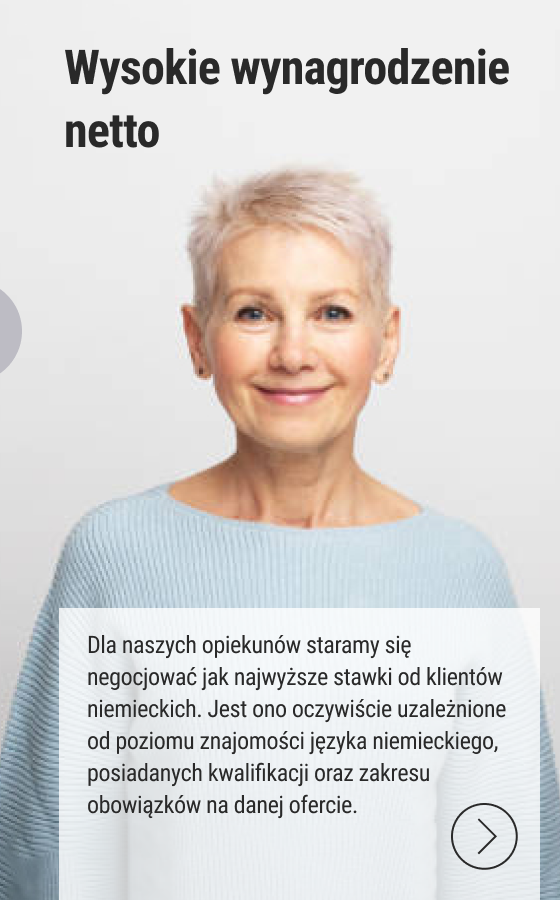 Wysokie wynagrodzenie
netto
Dla naszych opiekunów staramy się
negocjować jak najwyższe stawki od klientów
niemieckich. Jest ono oczywiście uzależnione
od poziomu znajomości języka niemieckiego,
posiadanych kwalifikacji oraz zakresu
obowiązków na danej ofercie.